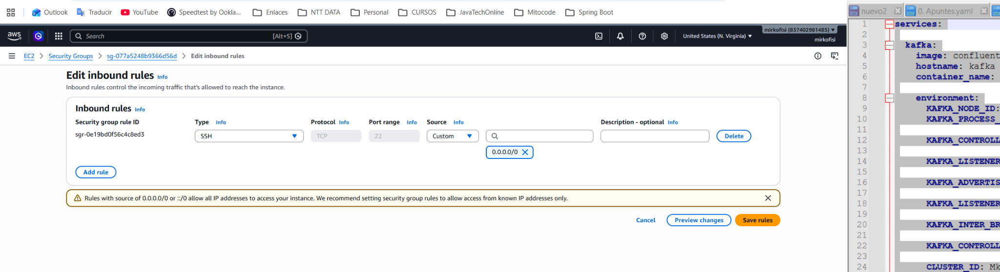 Outlook Traducir YouTube Speedtest by Ookla... Enlaces NTT DATA Personal CURSOS JavaTechOnline Mitocode Spring Boot
aws Search [Alt+S] United States (N. Virginia) ▼ mirkofisi (837402981485) ▼
mirkofisi
EC2 > Security Groups > sg-077a5248b9366d56d > Edit inbound rules
Edit inbound rules Info
Inbound rules control the incoming traffic that's allowed to reach the instance.
Inbound rules Info
Security group rule ID Type Info Protocol Info Port range Info Source Info Description - optional Info
sgr-0e19bd0f56c4c8ed3 SSH TCP 22 Custom Delete
0.0.0.0/0
Add rule
Rules with source of 0.0.0.0/0 or ::/0 allow all IP addresses to access your instance. We recommend setting security group rules to allow access from known IP addresses only.
Cancel Preview changes Save rules
nuevo2 0. Apuntes.yaml
1 services:
2
3 kafka:
4 image: confluent
5 hostname: kafka
6 container_name:
7
8 environment:
9 KAFKA_NODE_ID:
10 KAFKA_PROCESS_
11
12 KAFKA_CONTROLL
13
14 KAFKA_LISTENER
15
16 KAFKA_ADVERTIS
17
18 KAFKA_LISTENER
19
20 KAFKA_INTER_BR
21
22 KAFKA_CONTROLL
23
24 CLUSTER_ID: Mk